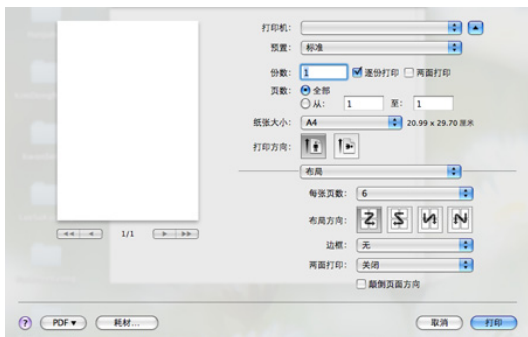 打印机：
预置： 标准
份数： 1 逐份打印 两面打印
页数： 全部
从： 1 至： 1
纸张大小： A4 20.99 x 29.70 厘米
打印方向：
布局
每张页数： 6
布局方向：
边框： 无
两面打印： 关闭
颠倒页面方向
1/1
? PDF▼ 耗材... 取消 打印